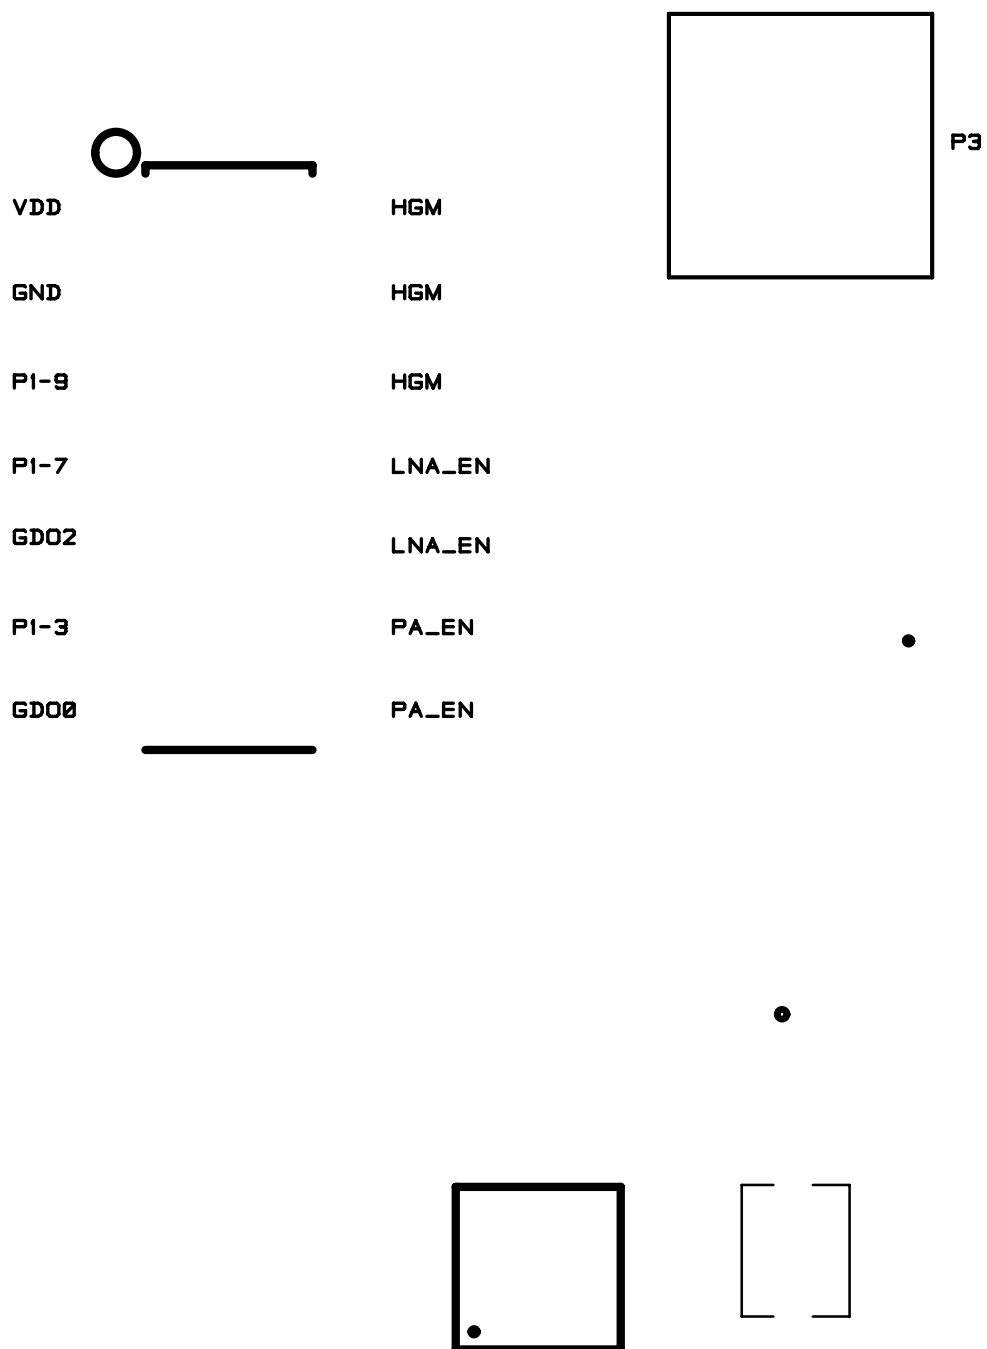 P3
VDD HGM
GND HGM
P1-9 HGM
P1-7 LNA_EN
GDO2 LNA_EN
P1-3 PA_EN
GDO0 PA_EN